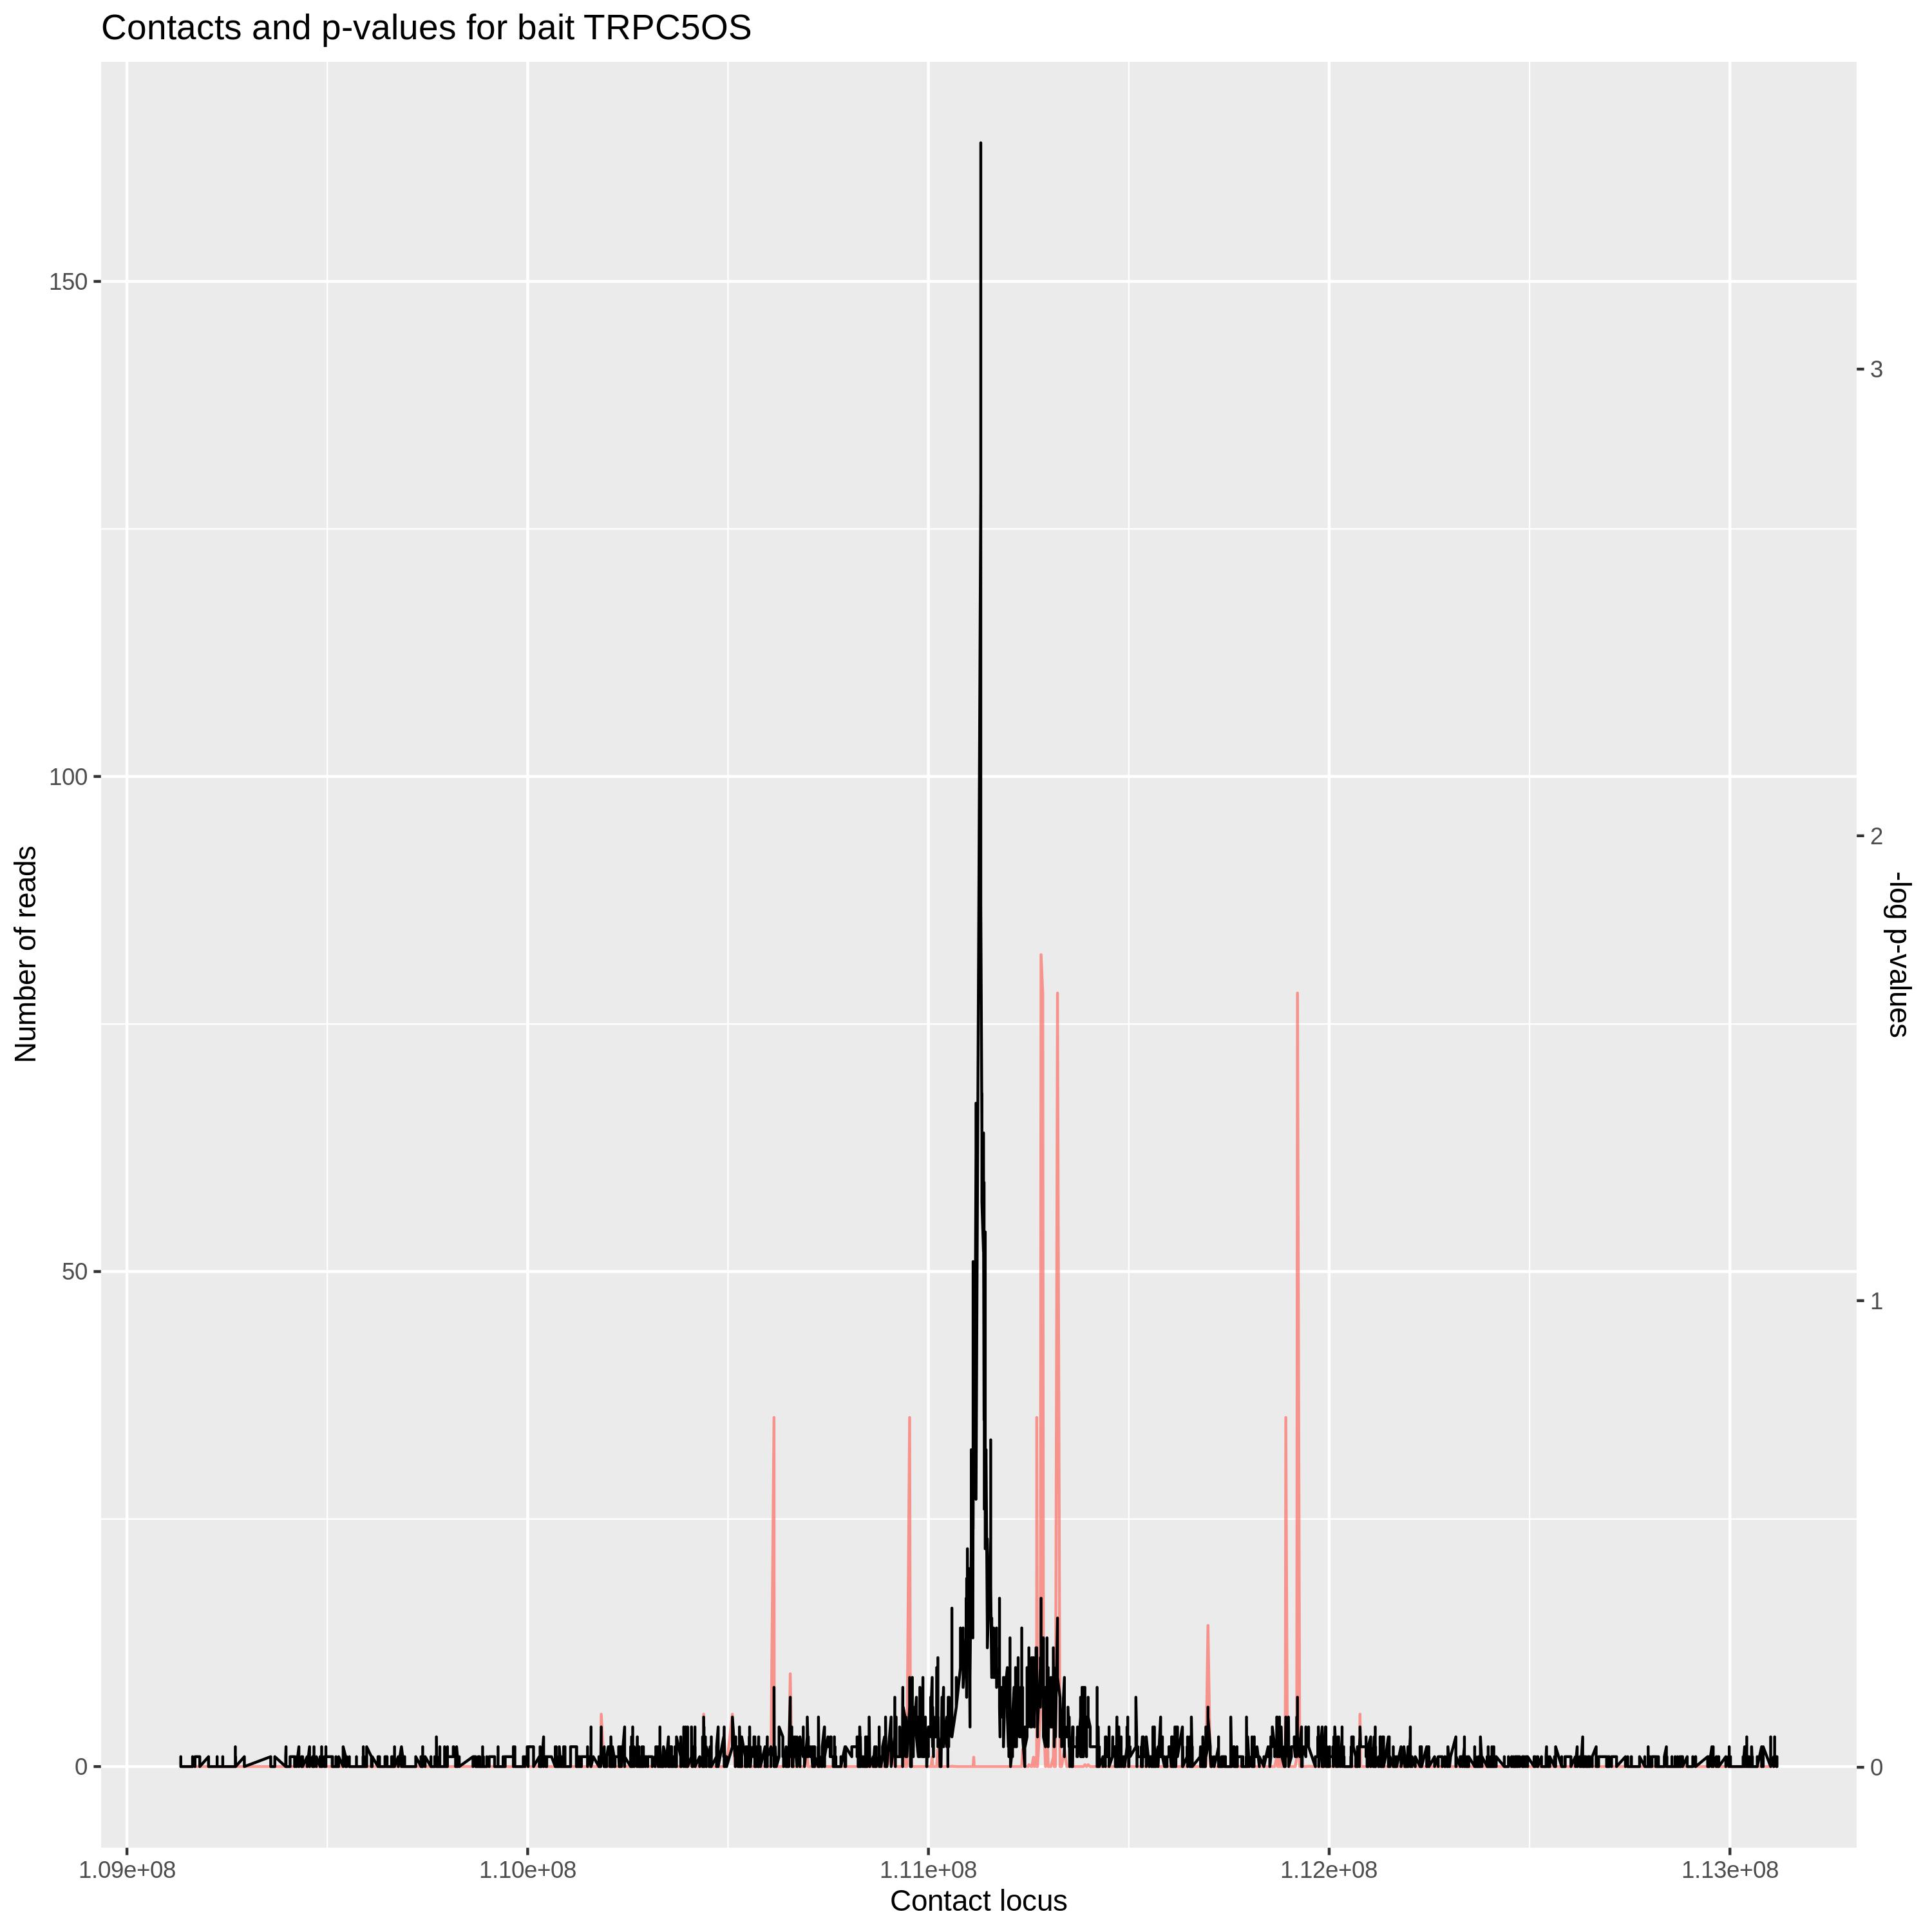 Contacts and p-values for bait TRPC5OS
150
100
50
0
Number of reads
3
2
1
0
-log p-values
1.09e+08
1.10e+08
1.11e+08
1.12e+08
1.13e+08
Contact locus